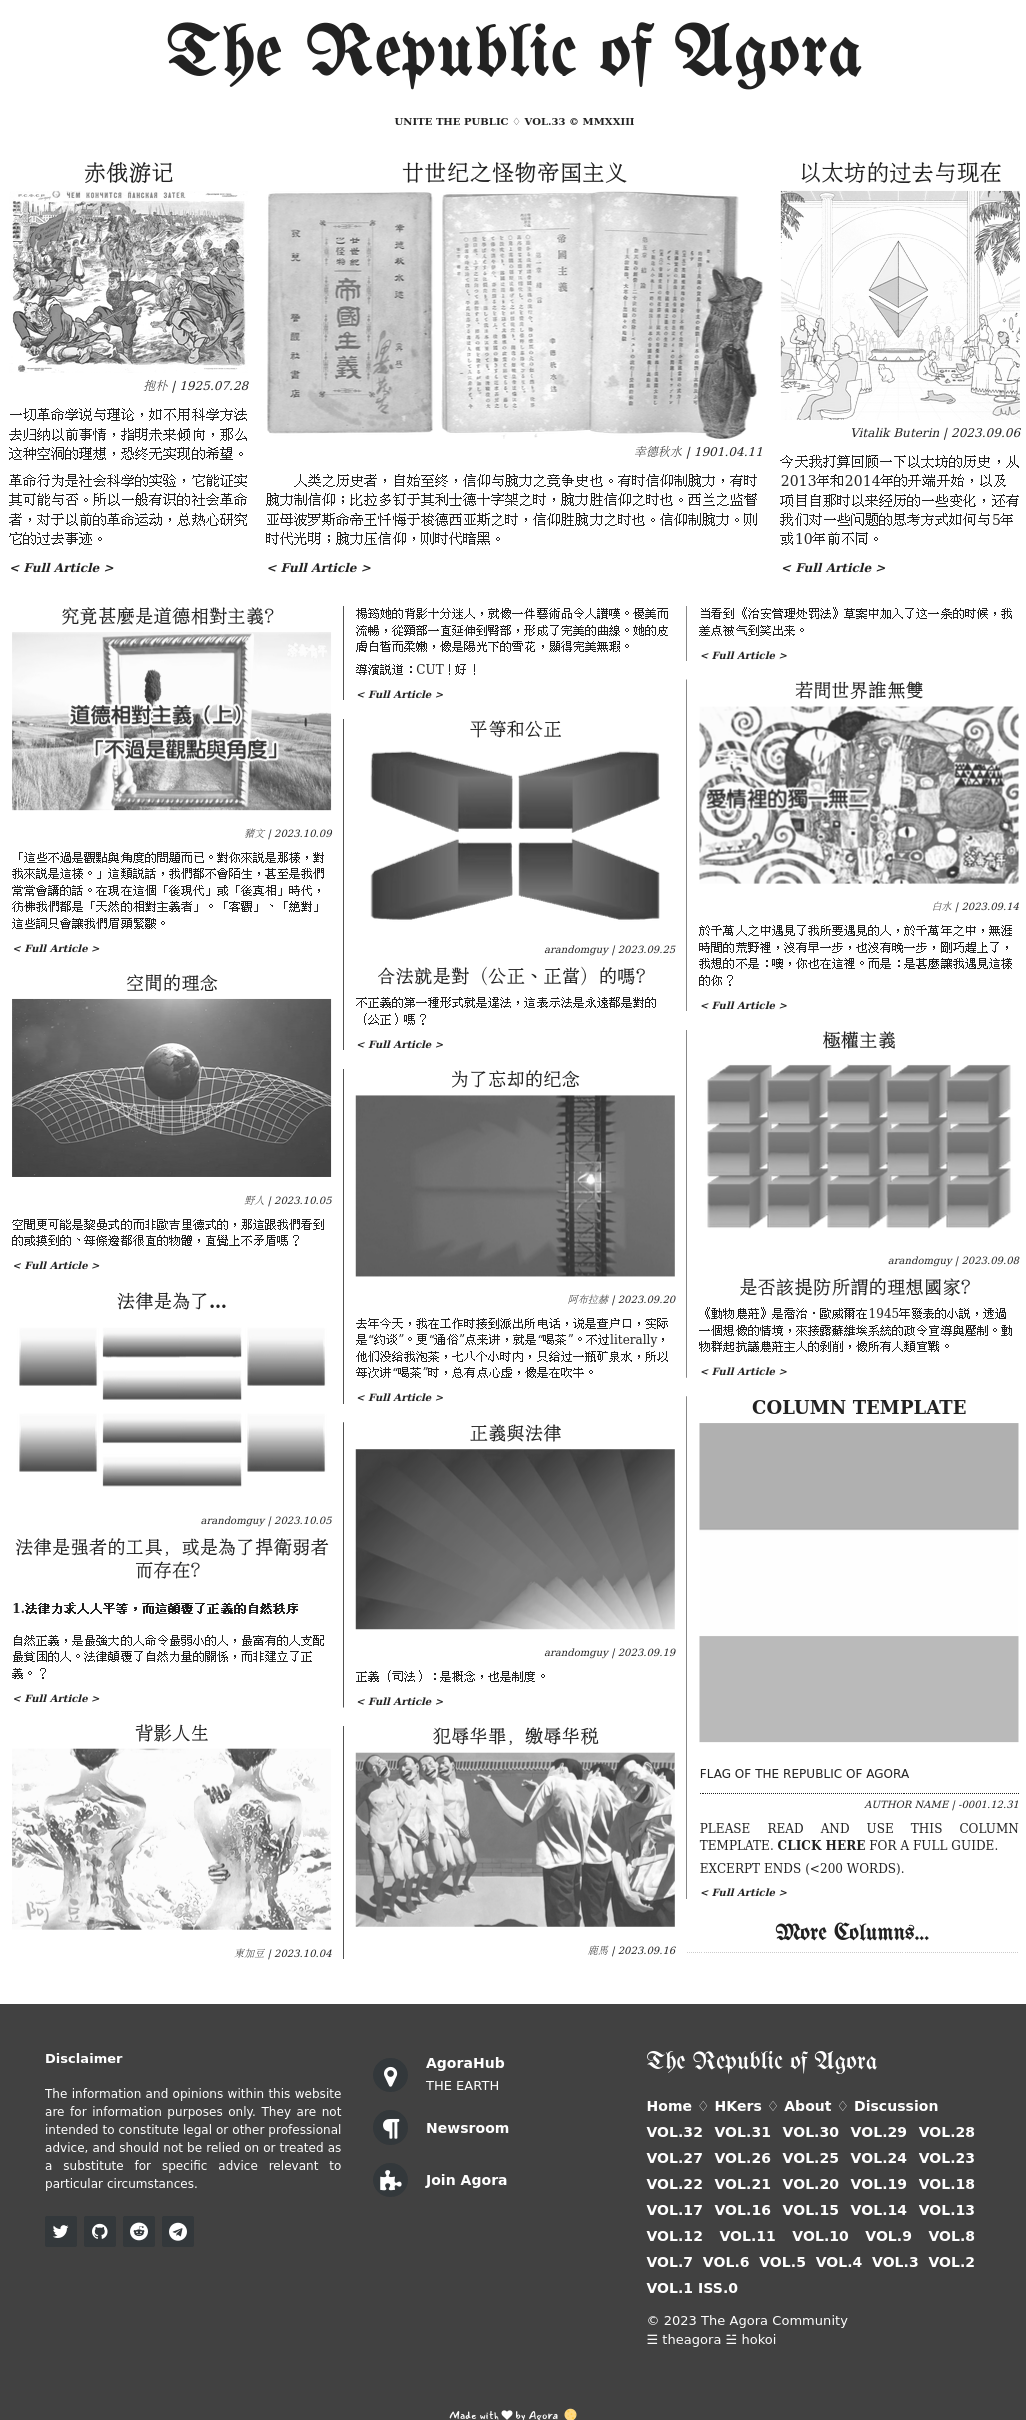 The Republic of Agora
UNITE THE PUBLIC ♢ VOL.33 © MMXXIII
赤俄游记
抱朴 | 1925.07.28
一切革命学说与理论，如不用科学方法
去归纳以前事情，指明未来倾向，那么
这种空洞的理想，恐终无实现的希望。
革命行为是社会科学的实验，它能证实
其可能与否。所以一般有识的社会革命
者，对于以前的革命运动，总热心研究
它的过去事迹。
< Full Article >
廿世纪之怪物帝国主义
帝國主義
幸德秋水 | 1901.04.11
人类之历史者，自始至终，信仰与腕力之竞争史也。有时信仰制腕力，有时
腕力制信仰；比拉多钉于其利士德十字架之时，腕力胜信仰之时也。西兰之监督
亚母被罗斯命帝王忏悔于梭德西亚斯之时，信仰胜腕力之时也。信仰制腕力。则
时代光明；腕力压信仰，则时代暗黑。
< Full Article >
以太坊的过去与现在
Vitalik Buterin | 2023.09.06
今天我打算回顾一下以太坊的历史，从
2013年和2014年的开端开始，以及
项目自那时以来经历的一些变化，还有
我们对一些问题的思考方式如何与5年
或10年前不同。
< Full Article >
究竟甚麼是道德相對主義？
道德相對主義（上）
「不過是觀點與角度」
豬文 | 2023.10.09
「這些不過是觀點與角度的問題而已。對你來説是那樣，對
我來説是這樣。」這類説話，我們都不會陌生，甚至是我們
常常會講的話。在現在這個「後現代」或「後真相」時代，
彷彿我們都是「天然的相對主義者」。「客觀」、「絶對」
這些詞只會讓我們眉頭緊皺。
< Full Article >
空間的理念
野人 | 2023.10.05
空間更可能是黎曼式的而非歐吉里德式的，那這跟我們看到
的或摸到的、每條邊都很直的物體，直覺上不矛盾嗎？
< Full Article >
法律是為了…
arandomguy | 2023.10.05
法律是强者的工具，或是為了捍衛弱者
而存在？
1.法律力求人人平等，而這顛覆了正義的自然秩序
自然正義，是最強大的人命令最弱小的人，最富有的人支配
最貧困的人。法律顛覆了自然力量的關係，而非建立了正
義。？
< Full Article >
背影人生
東加豆 | 2023.10.04
楊筠她的背影十分迷人，就像一件藝術品令人讚嘆。優美而
流暢，從頸部一直延伸到臀部，形成了完美的曲線。她的皮
膚白皙而柔嫩，像是陽光下的雪花，顯得完美無瑕。
導演説道：CUT！好！
< Full Article >
平等和公正
arandomguy | 2023.09.25
合法就是對（公正、正當）的嗎？
不正義的第一種形式就是違法，這表示法是永遠都是對的
（公正）嗎？
< Full Article >
为了忘却的纪念
阿布拉赫 | 2023.09.20
去年今天，我在工作时接到派出所电话，说是查户口，实际
是“约谈”。更“通俗”点来讲，就是“喝茶”。不过literally，
他们没给我泡茶，七八个小时内，只给过一瓶矿泉水，所以
每次讲“喝茶”时，总有点心虚，像是在吹牛。
< Full Article >
正義與法律
arandomguy | 2023.09.19
正義（司法）：是概念，也是制度。
< Full Article >
犯辱华罪，缴辱华税
鹿馬 | 2023.09.16
当看到《治安管理处罚法》草案中加入了这一条的时候，我
差点被气到笑出来。
< Full Article >
若問世界誰無雙
愛情裡的獨一無二
白水 | 2023.09.14
於千萬人之中遇見了我所要遇見的人，於千萬年之中，無涯
時間的荒野裡，沒有早一步，也沒有晚一步，剛巧趕上了，
我想的不是：噢，你也在這裡。而是：是甚麼讓我遇見這樣
的你？
< Full Article >
極權主義
arandomguy | 2023.09.08
是否該提防所謂的理想國家？
《動物農莊》是喬治·歐威爾在1945年發表的小説，透過
一個想像的情境，來揭露蘇維埃系統的政令宣導與壓制。動
物群起抗議農莊主人的剥削，像所有人類宣戰。
< Full Article >
COLUMN TEMPLATE
FLAG OF THE REPUBLIC OF AGORA
AUTHOR NAME | -0001.12.31
PLEASE READ AND USE THIS COLUMN
TEMPLATE. CLICK HERE FOR A FULL GUIDE.
EXCERPT ENDS (<200 WORDS).
< Full Article >
More Columns...
Disclaimer
The information and opinions within this website
are for information purposes only. They are not
intended to constitute legal or other professional
advice, and should not be relied on or treated as
a substitute for specific advice relevant to
particular circumstances.
AgoraHub
THE EARTH
Newsroom
Join Agora
The Republic of Agora
Home ♢ HKers ♢ About ♢ Discussion
VOL.32 VOL.31 VOL.30 VOL.29 VOL.28
VOL.27 VOL.26 VOL.25 VOL.24 VOL.23
VOL.22 VOL.21 VOL.20 VOL.19 VOL.18
VOL.17 VOL.16 VOL.15 VOL.14 VOL.13
VOL.12 VOL.11 VOL.10 VOL.9 VOL.8
VOL.7 VOL.6 VOL.5 VOL.4 VOL.3 VOL.2
VOL.1 ISS.0
© 2023 The Agora Community
☰ theagora ☱ hokoi
Made with ♥ by Agora